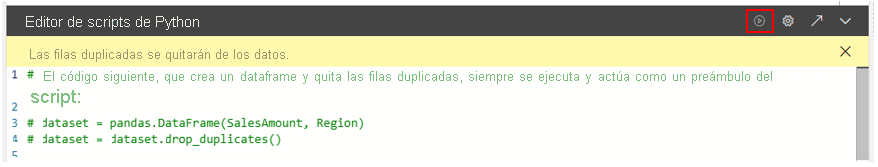 Editor de scripts de Python
Las filas duplicadas se quitarán de los datos.
1 # El código siguiente, que crea un dataframe y quita las filas duplicadas, siempre se ejecuta y actúa como un preámbulo del
script:
2
3 # dataset = pandas.DataFrame(SalesAmount, Region)
4 # dataset = dataset.drop_duplicates()
5